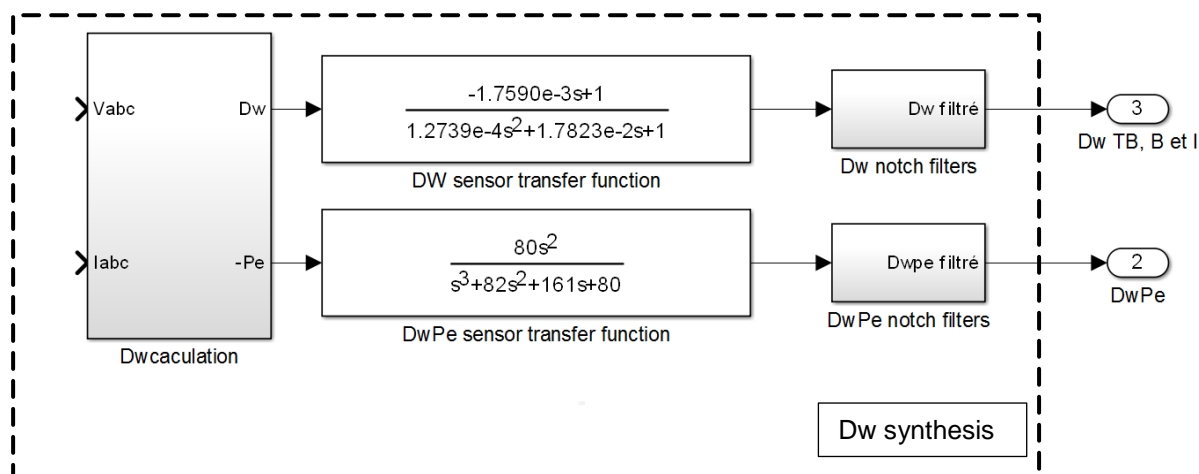 Vabc
Dw
-1.7590e-3s+1
1.2739e-4s²+1.7823e-2s+1
DW sensor transfer function
Dw filtré
Dw notch filters
3
Dw TB, B et I
Iabc
-Pe
Dwcaculation
80s²
s³+82s²+161s+80
DwPe sensor transfer function
Dwpe filtré
DwPe notch filters
2
DwPe
Dw synthesis